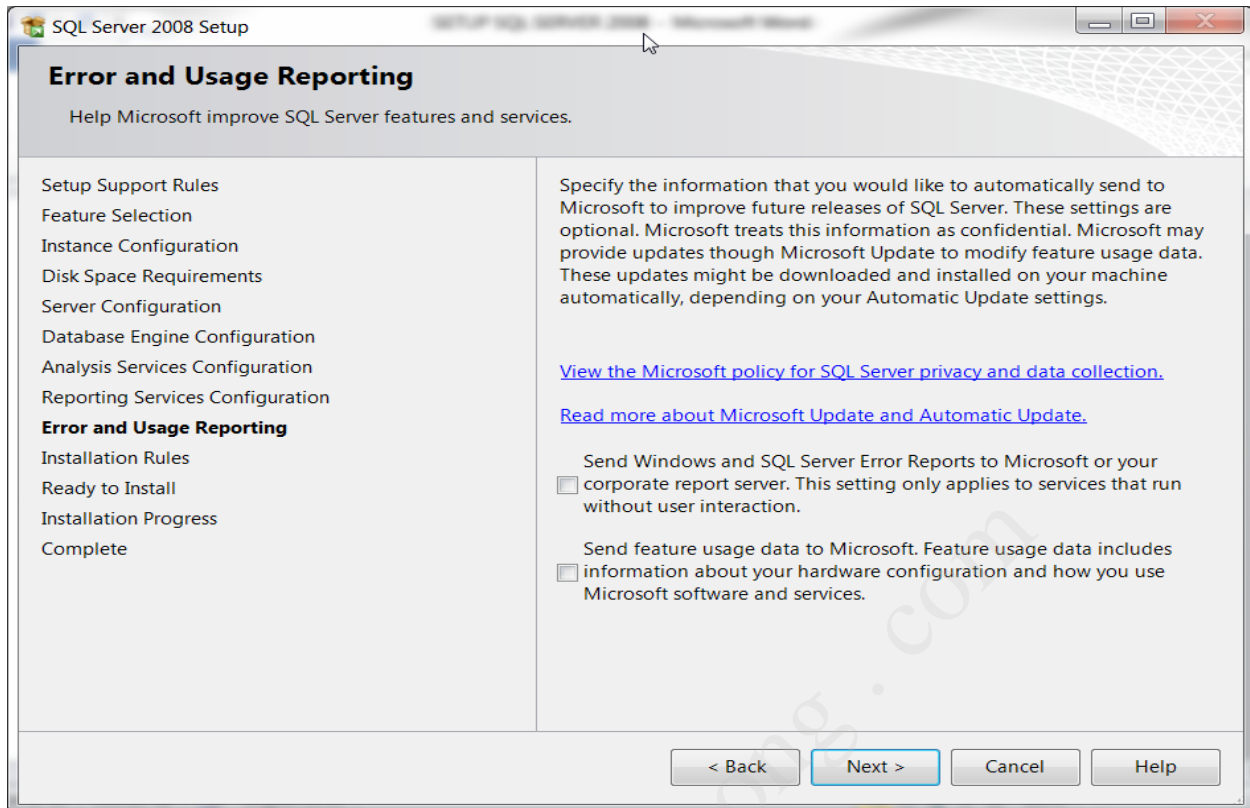 SQL Server 2008 Setup
SETUP SQL SERVER 2008 - Microsoft Word
Error and Usage Reporting
Help Microsoft improve SQL Server features and services.
Setup Support Rules
Feature Selection
Instance Configuration
Disk Space Requirements
Server Configuration
Database Engine Configuration
Analysis Services Configuration
Reporting Services Configuration
Error and Usage Reporting
Installation Rules
Ready to Install
Installation Progress
Complete
Specify the information that you would like to automatically send to
Microsoft to improve future releases of SQL Server. These settings are
optional. Microsoft treats this information as confidential. Microsoft may
provide updates though Microsoft Update to modify feature usage data.
These updates might be downloaded and installed on your machine
automatically, depending on your Automatic Update settings.
View the Microsoft policy for SQL Server privacy and data collection.
Read more about Microsoft Update and Automatic Update.
Send Windows and SQL Server Error Reports to Microsoft or your
corporate report server. This setting only applies to services that run
without user interaction.
Send feature usage data to Microsoft. Feature usage data includes
information about your hardware configuration and how you use
Microsoft software and services.
ong . com
< Back
Next >
Cancel
Help